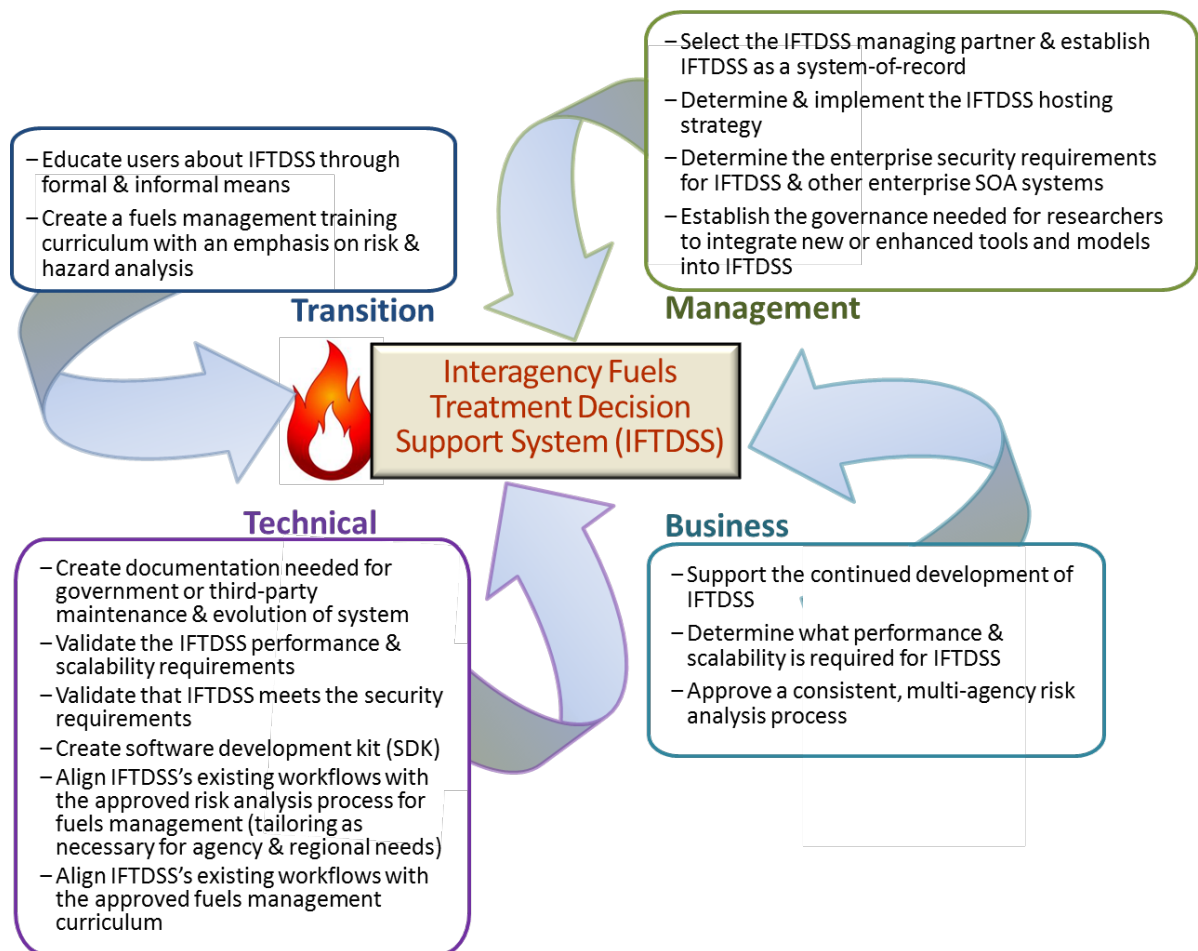 – Educate users about IFTDSS through
formal & informal means
– Create a fuels management training
curriculum with an emphasis on risk &
hazard analysis
Transition
– Select the IFTDSS managing partner & establish
IFTDSS as a system-of-record
– Determine & implement the IFTDSS hosting
strategy
– Determine the enterprise security requirements
for IFTDSS & other enterprise SOA systems
– Establish the governance needed for researchers
to integrate new or enhanced tools and models
into IFTDSS
Management
Interagency Fuels
Treatment Decision
Support System (IFTDSS)
Technical
– Create documentation needed for
government or third-party
maintenance & evolution of system
– Validate the IFTDSS performance &
scalability requirements
– Validate that IFTDSS meets the security
requirements
– Create software development kit (SDK)
– Align IFTDSS’s existing workflows with
the approved risk analysis process for
fuels management (tailoring as
necessary for agency & regional needs)
– Align IFTDSS’s existing workflows with
the approved fuels management
curriculum
Business
– Support the continued development of
IFTDSS
– Determine what performance &
scalability is required for IFTDSS
– Approve a consistent, multi-agency risk
analysis process